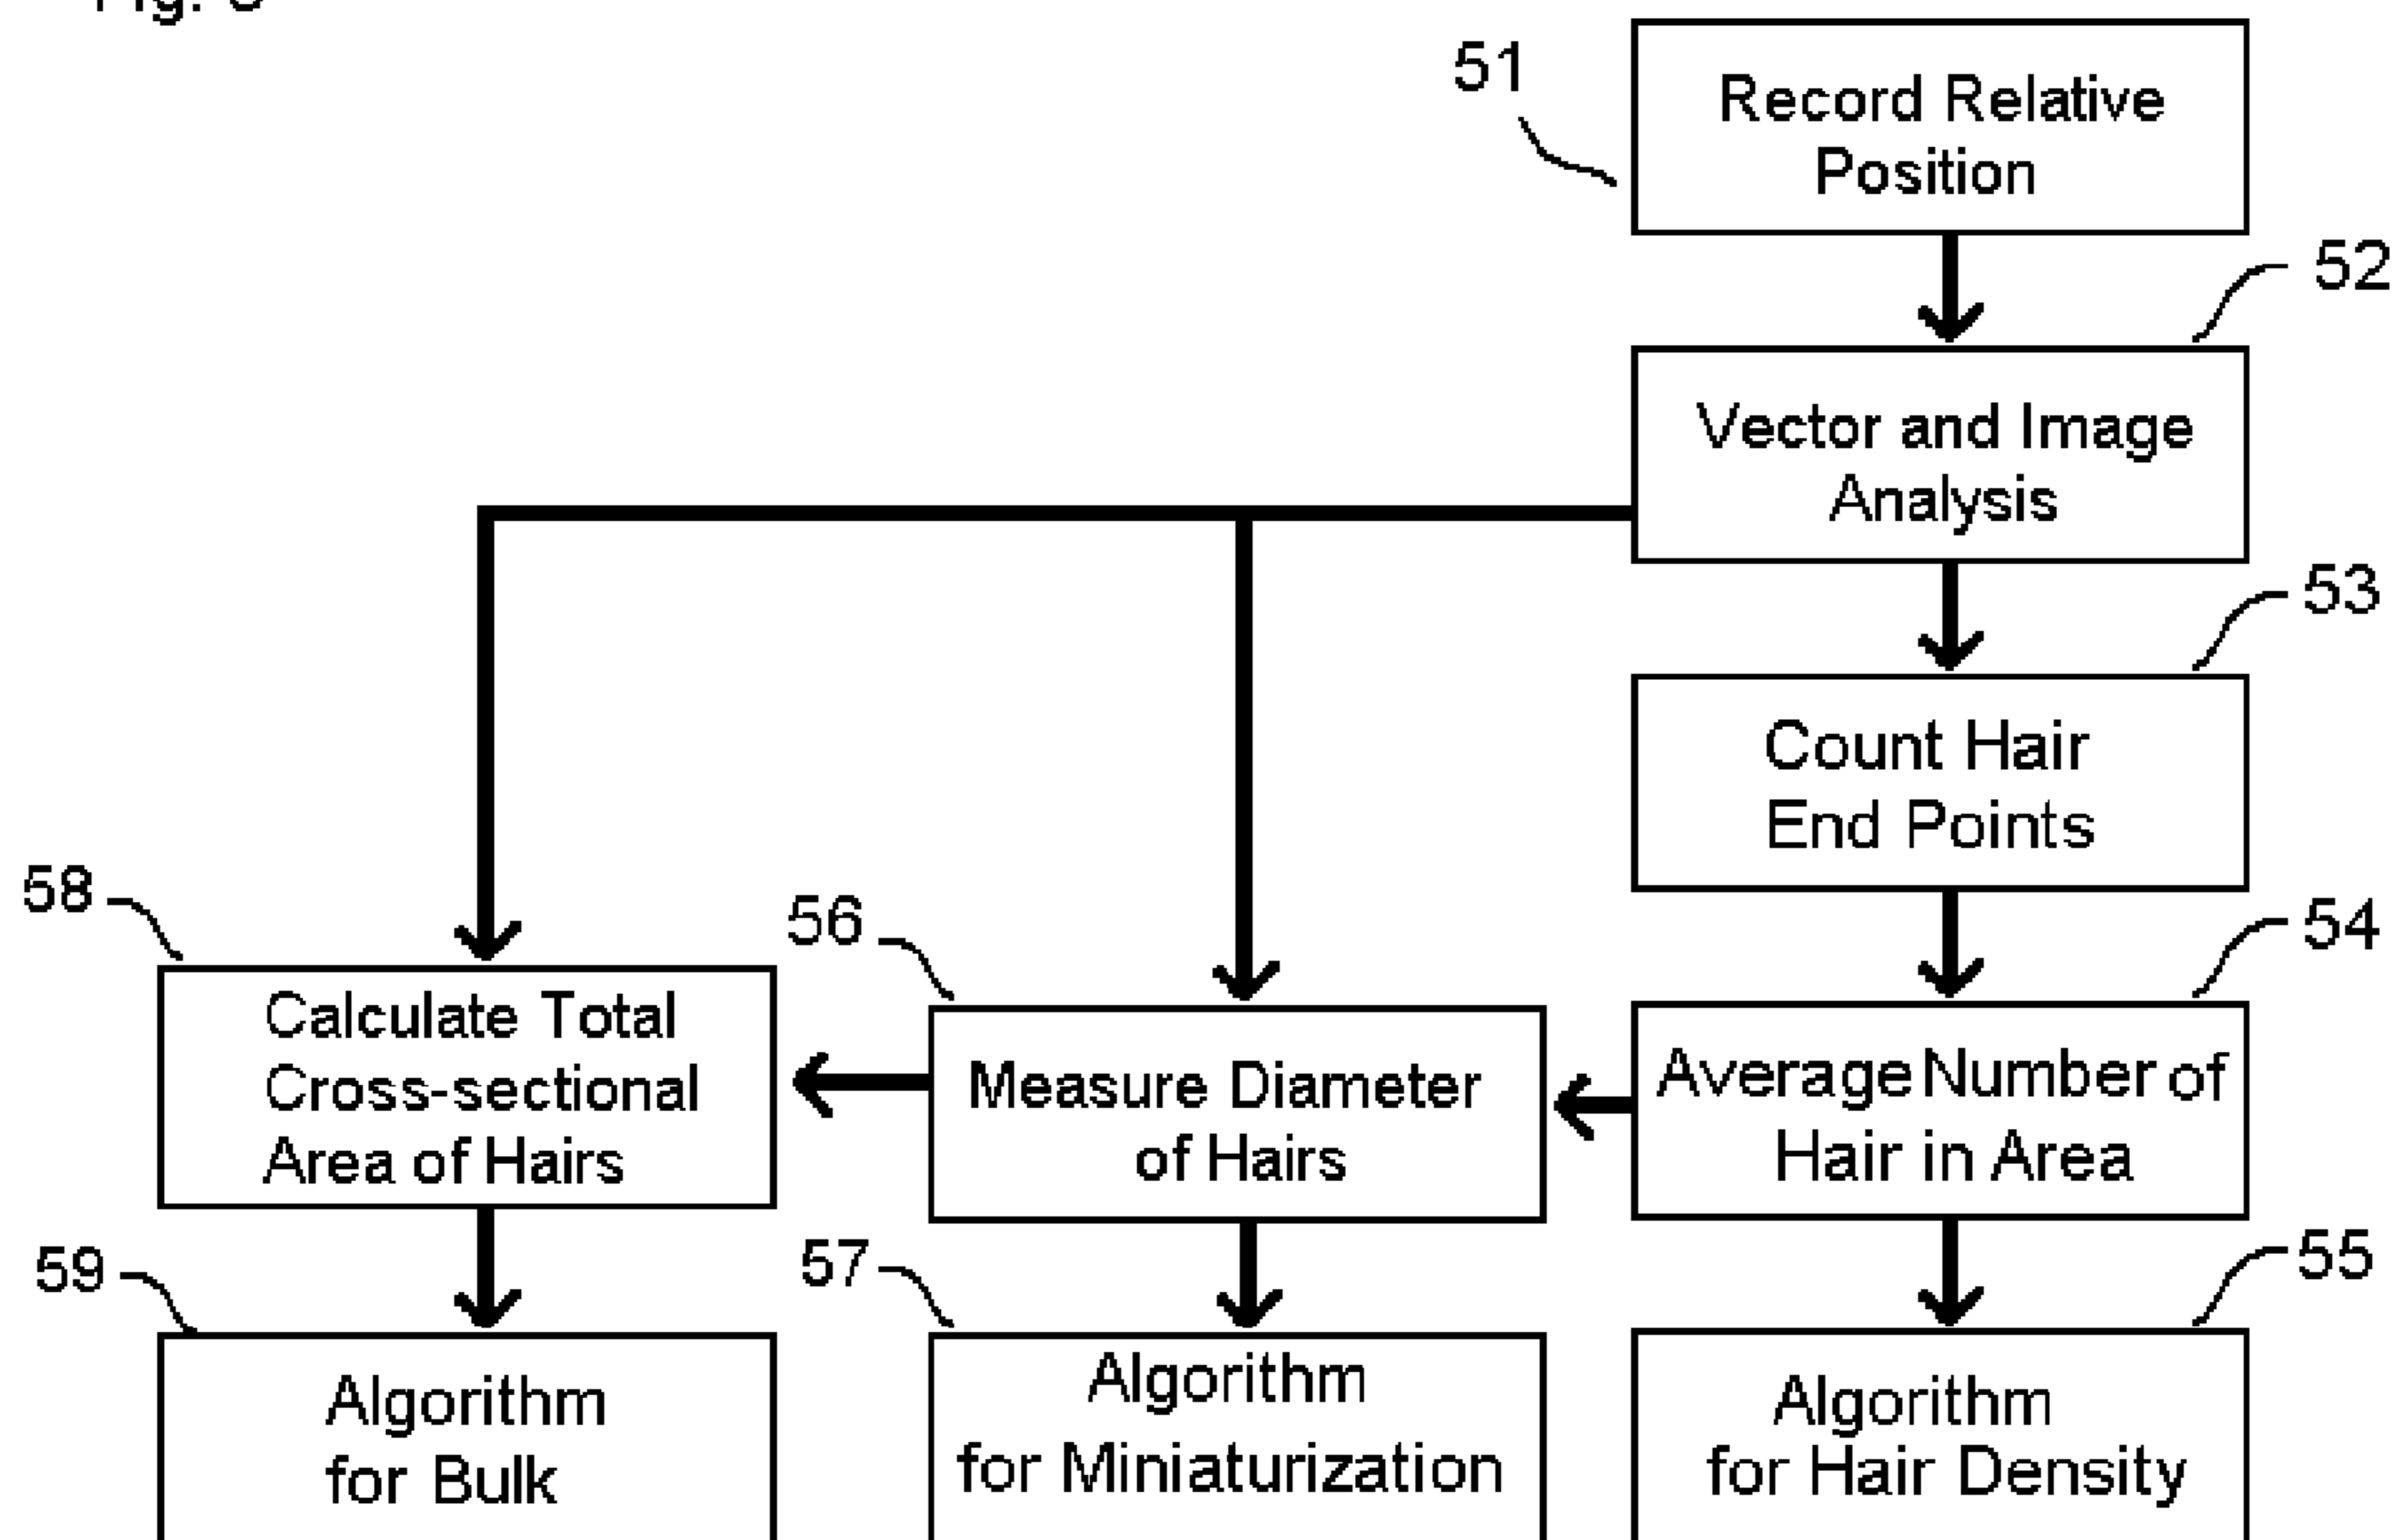 51
Record Relative
Position
52
Vector and Image
Analysis
53
Count Hair
End Points
58
56
54
Calculate Total
Cross-sectional
Area of Hairs
Measure Diameter
of Hairs
Average Number of
Hair in Area
59
57
55
Algorithm
for Bulk
Algorithm
for Miniaturization
Algorithm
for Hair Density